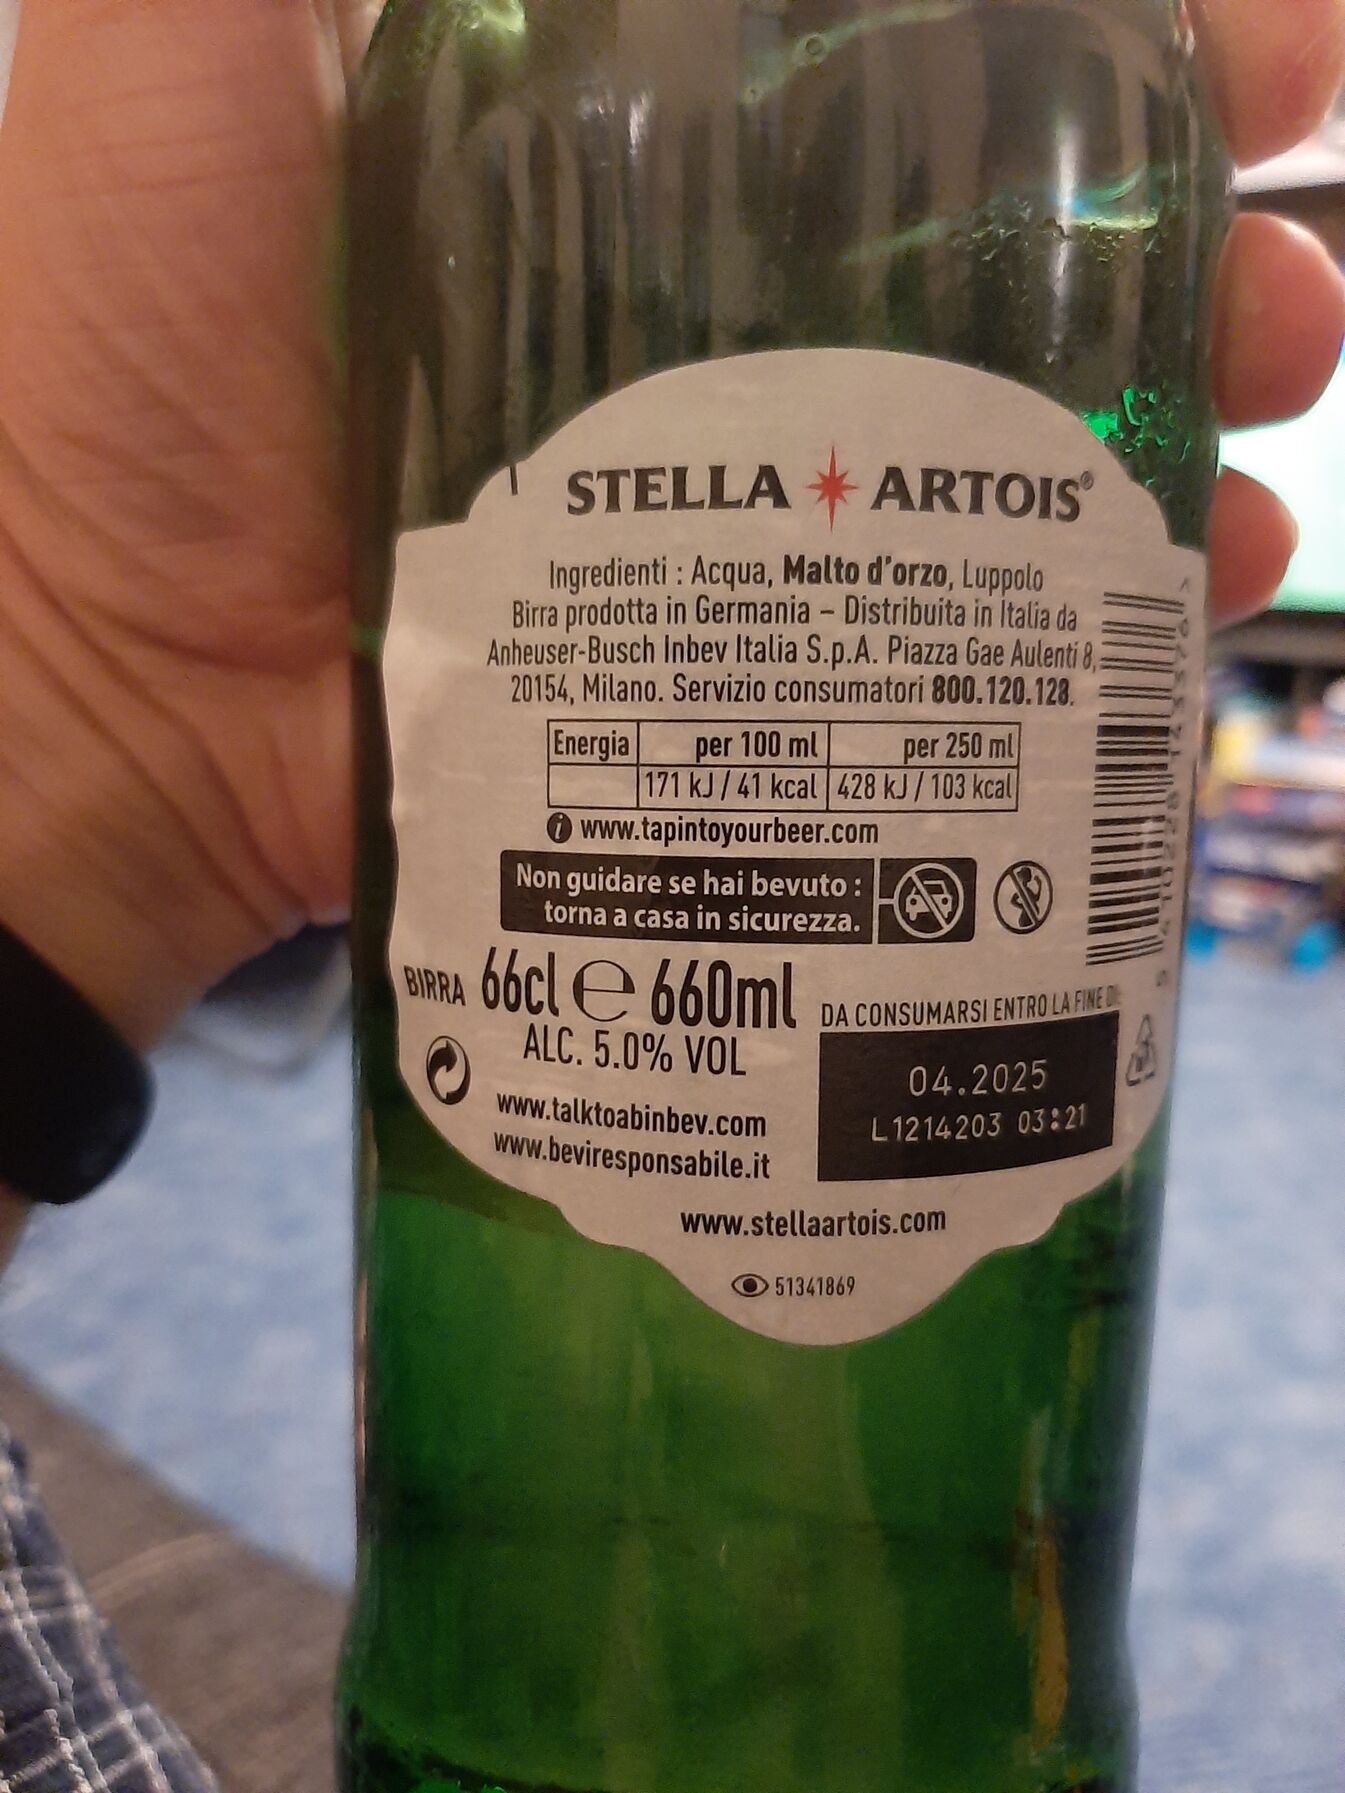 STELLA ARTOIS®
Ingredienti : Acqua, Malto d'orzo, Luppolo
Birra prodotta in Germania – Distribuita in Italia da
Anheuser-Busch Inbev Italia S.p.A. Piazza Gae Aulenti 8,
20154, Milano. Servizio consumatori 800.120.128.
Energia per 100 ml per 250 ml
171 kJ / 41 kcal 428 kJ / 103 kcal
i www.tapintoyourbeer.com
Non guidare se hai bevuto :
torna a casa in sicurezza.
BIRRA 66cl e 660ml
ALC. 5.0% VOL
DA CONSUMARSI ENTRO LA FINE DI:
04.2025
L1214203 03:21
www.talktoabinbev.com
www.beviresponsabile.it
www.stellaartois.com
51341869